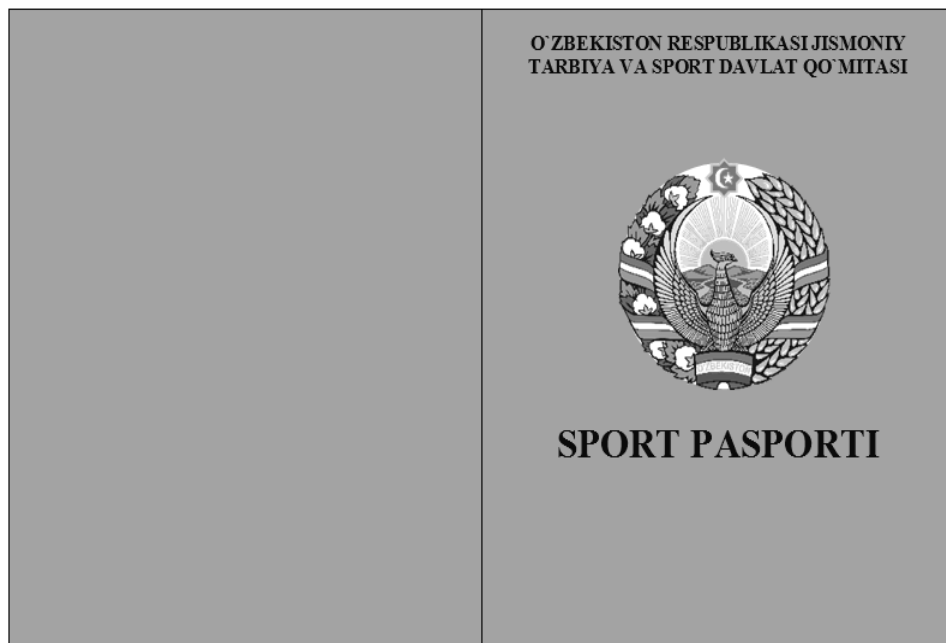 O`ZBEKISTON RESPUBLIKASI JISMONIY
TARBIYA VA SPORT DAVLAT QO`MITASI
O'ZBEKISTON
SPORT PASPORTI